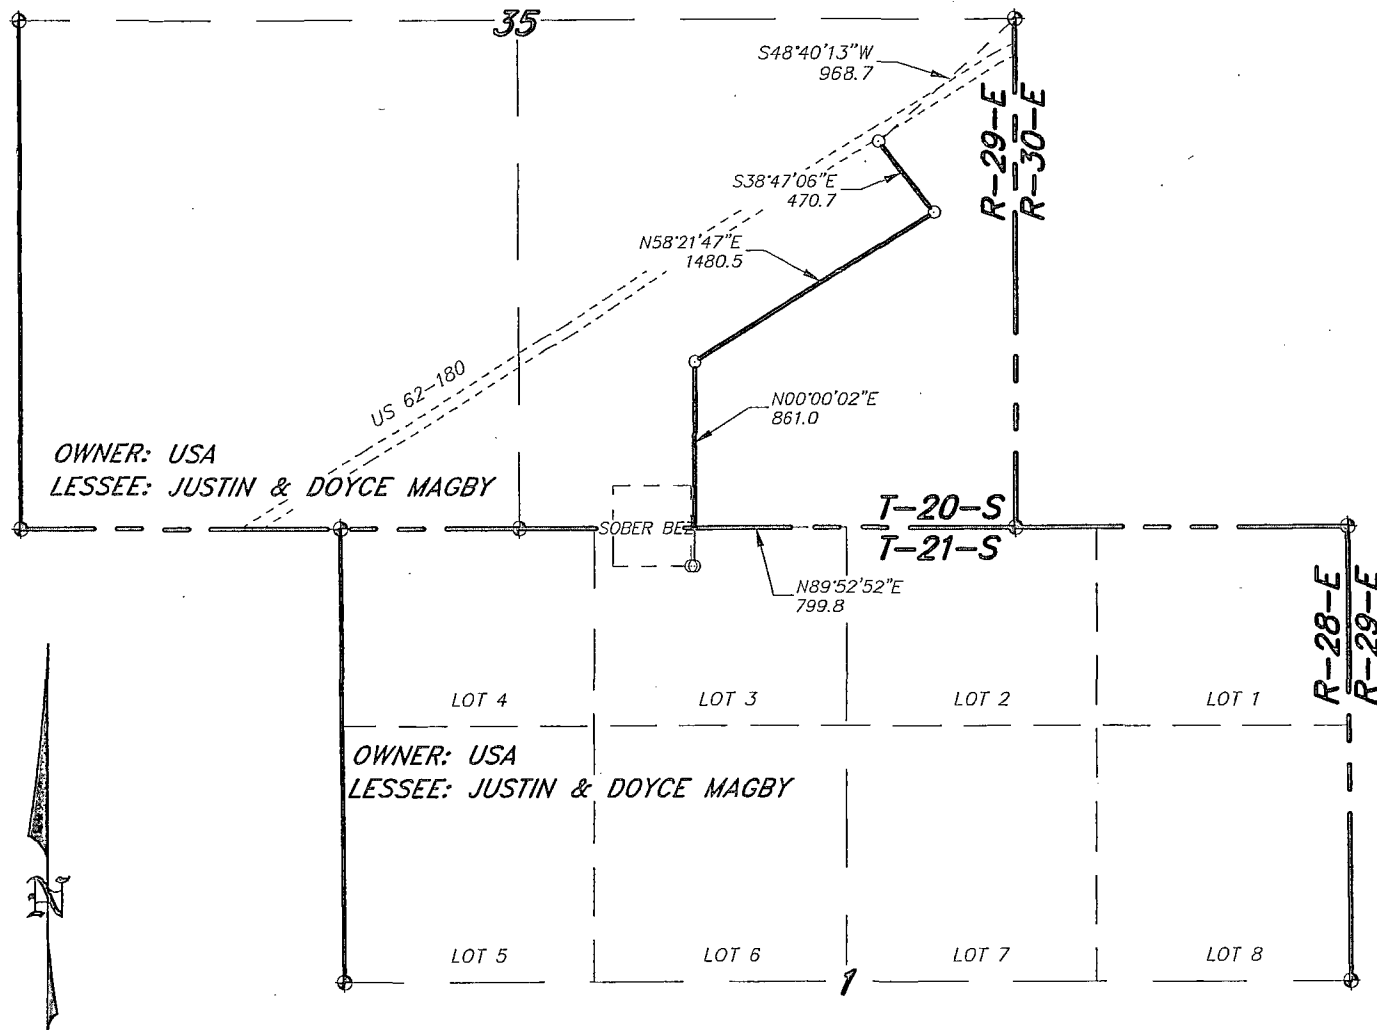 35
S48°40'13"W
968.7
R-29-E
R-30-E
S38°47'06"E
470.7
N58°21'47"E
1480.5
US 62-180
N00°00'02"E
861.0
OWNER: USA
LESSEE: JUSTIN & DOYCE MAGBY
T-20-S
SOBER BEE
T-21-S
N89°52'52"E
799.8
R-28-E
R-29-E
LOT 4
LOT 3
LOT 2
LOT 1
OWNER: USA
LESSEE: JUSTIN & DOYCE MAGBY
N
LOT 5
LOT 6
LOT 7
LOT 8
1